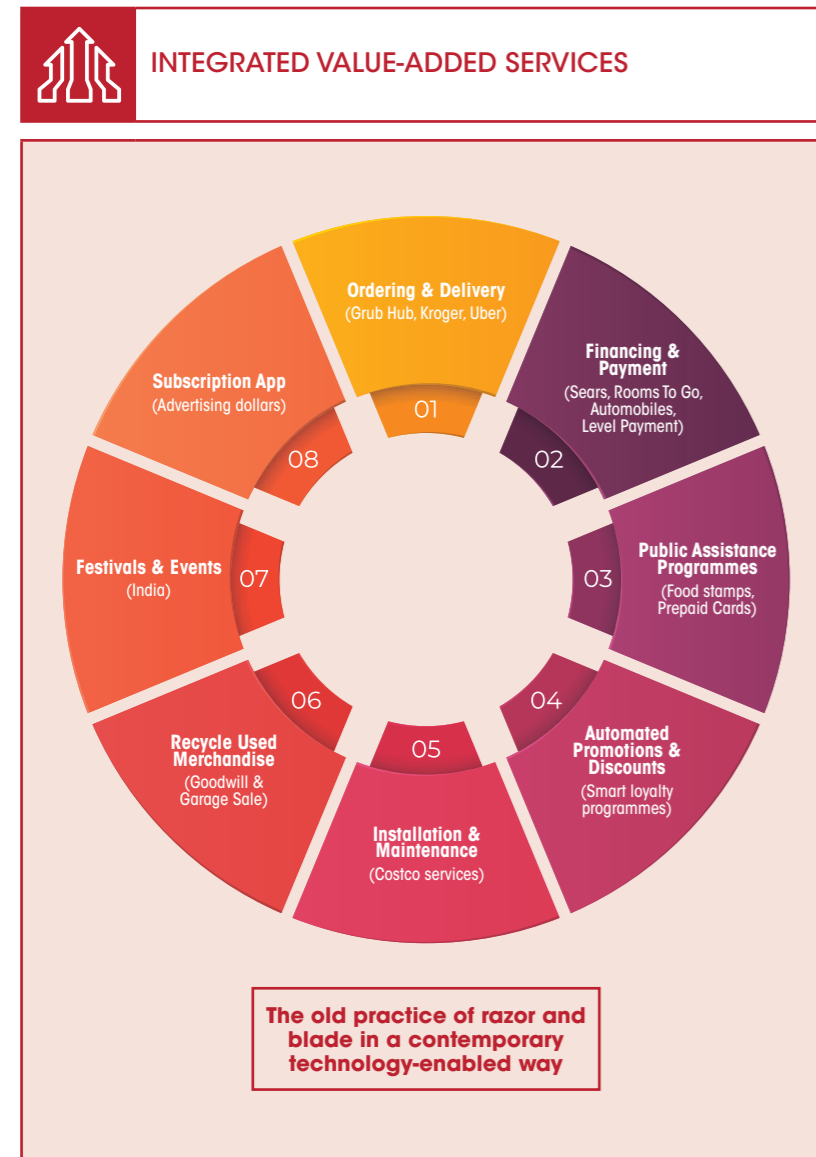 INTEGRATED VALUE-ADDED SERVICES
Ordering & Delivery
(Grub Hub, Kroger, Uber)
01
Financing &
Payment
(Sears, Rooms To Go,
Automobiles,
Level Payment)
02
Public Assistance
Programmes
(Food stamps,
Prepaid Cards)
03
Automated
Promotions &
Discounts
(Smart loyalty
programmes)
04
05
Installation &
Maintenance
(Costco services)
06
Recycle Used
Merchandise
(Goodwill &
Garage Sale)
07
Festivals & Events
(India)
08
Subscription App
(Advertising dollars)
The old practice of razor and
blade in a contemporary
technology-enabled way